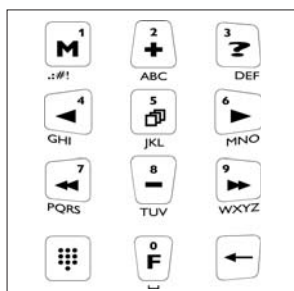 1 2 3
M + ?
.:#! ABC DEF
4 5 6
GHI JKL MNO
7 8 9
PQRS TUV WXYZ
0
F